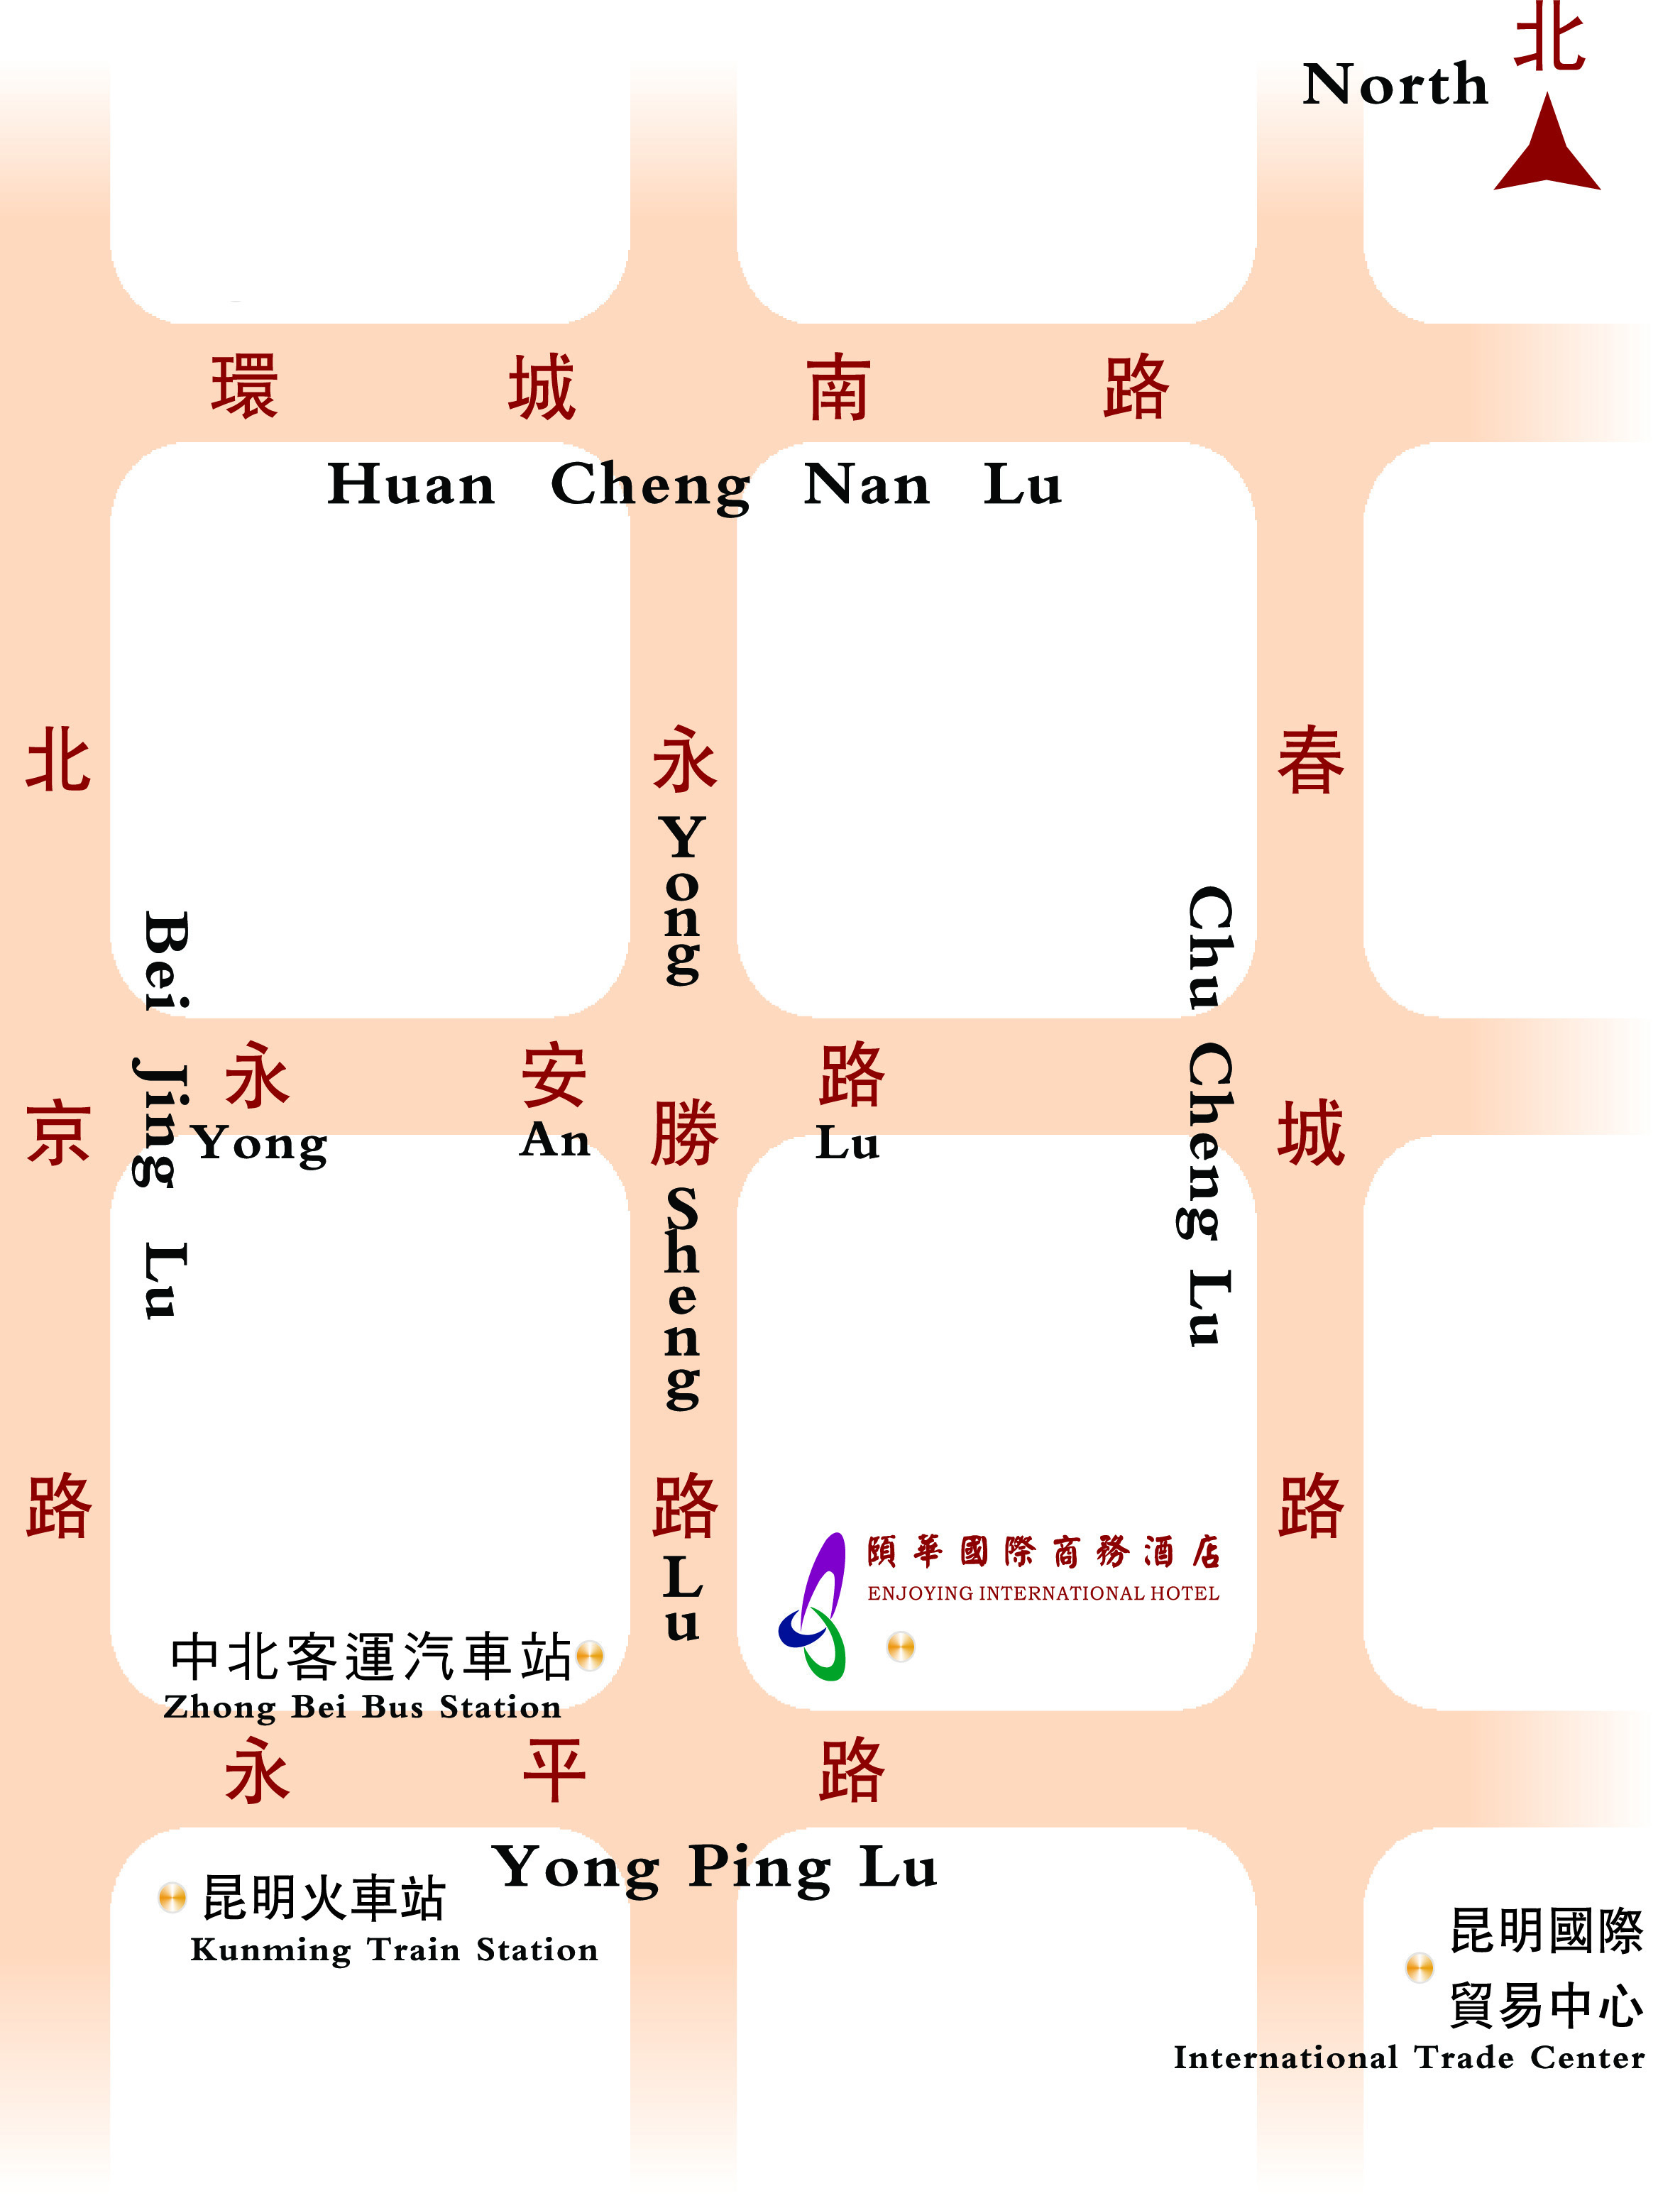 北
North
環城南路
Huan Cheng Nan Lu
北京路
Bei Jing Lu
永勝路
Yong Sheng Lu
春城路
Chu Cheng Lu
永安路
Yong An Lu
頤華國際商務酒店
ENJOYING INTERNATIONAL HOTEL
中北客運汽車站
Zhong Bei Bus Station
永平路
Yong Ping Lu
昆明火車站
Kunming Train Station
昆明國際
貿易中心
International Trade Center